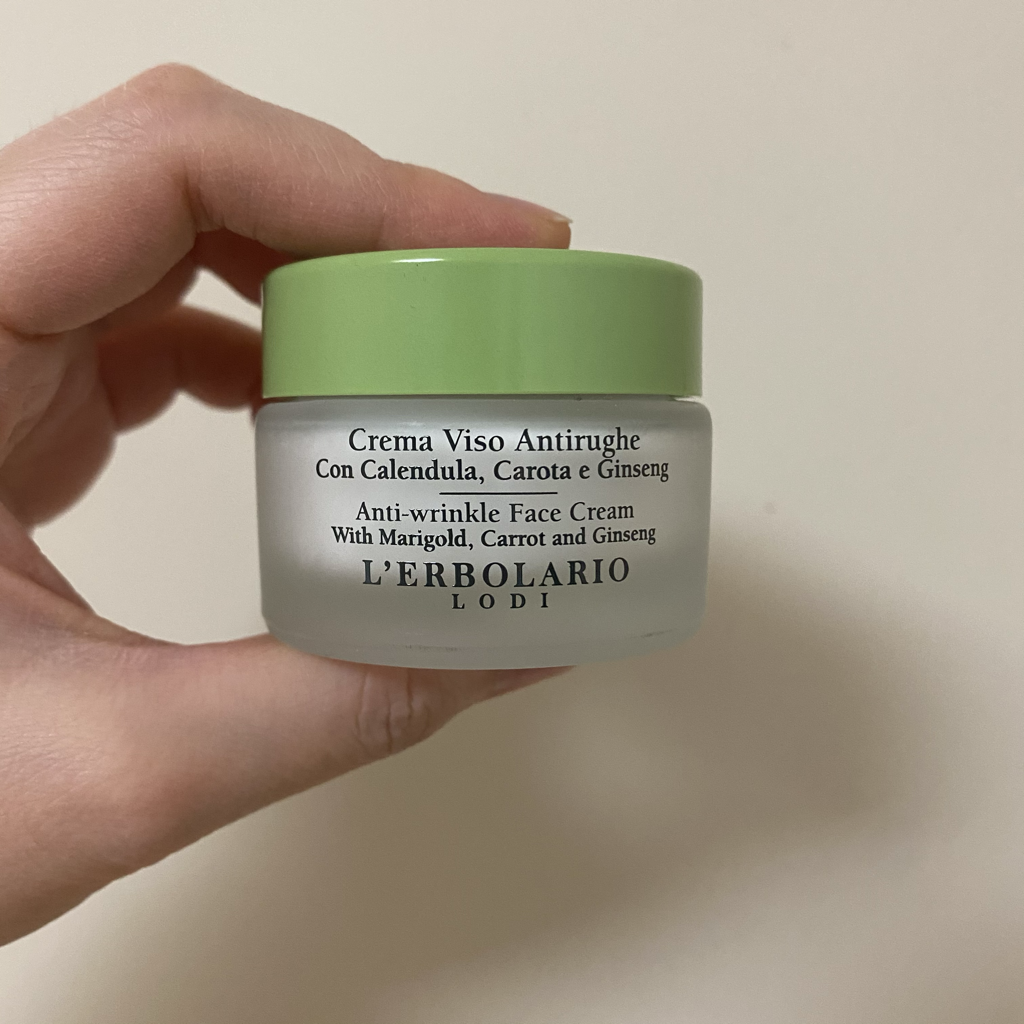 Crema Viso Antirughe
Con Calendula, Carota e Ginseng
Anti-wrinkle Face Cream
With Marigold, Carrot and Ginseng
L'ERBOLARIO
LODI